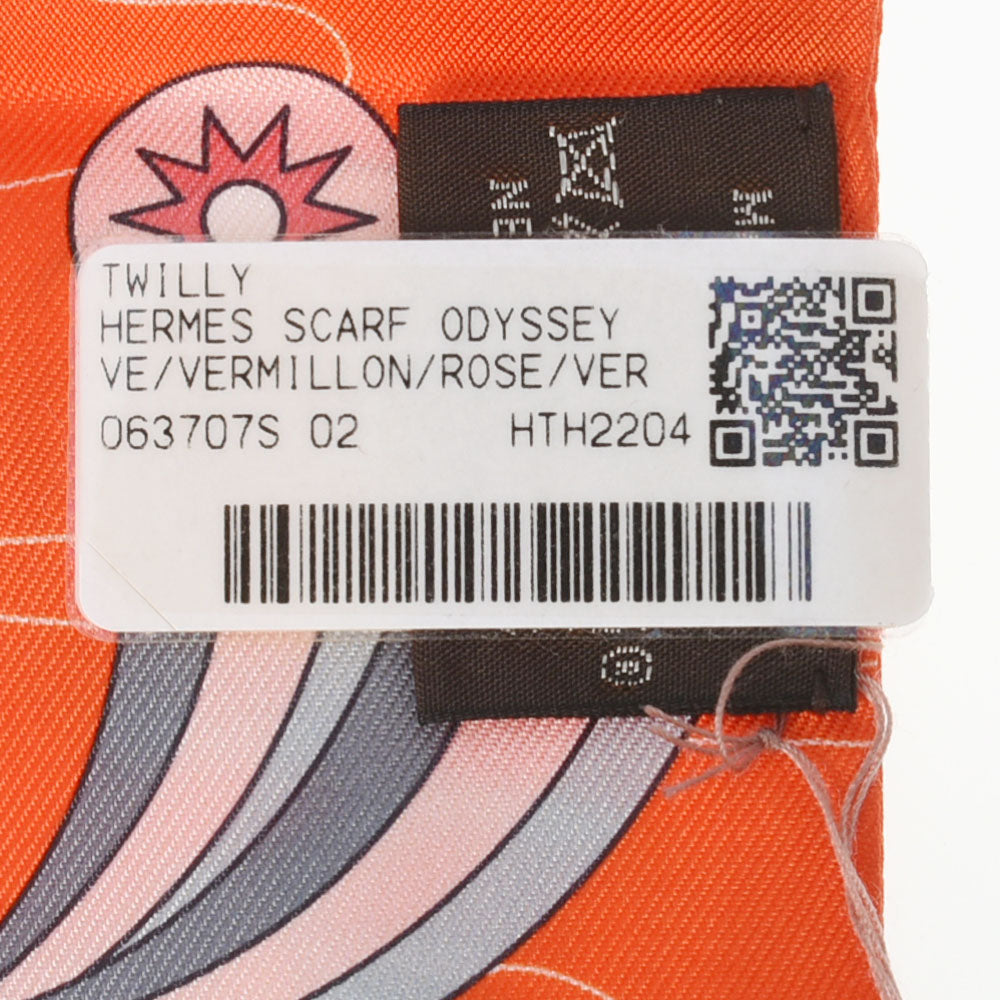 TWILLY
HERMES SCARF ODYSSEY
VE/VERMILLON/ROSE/VER
063707S 02 HTH2204